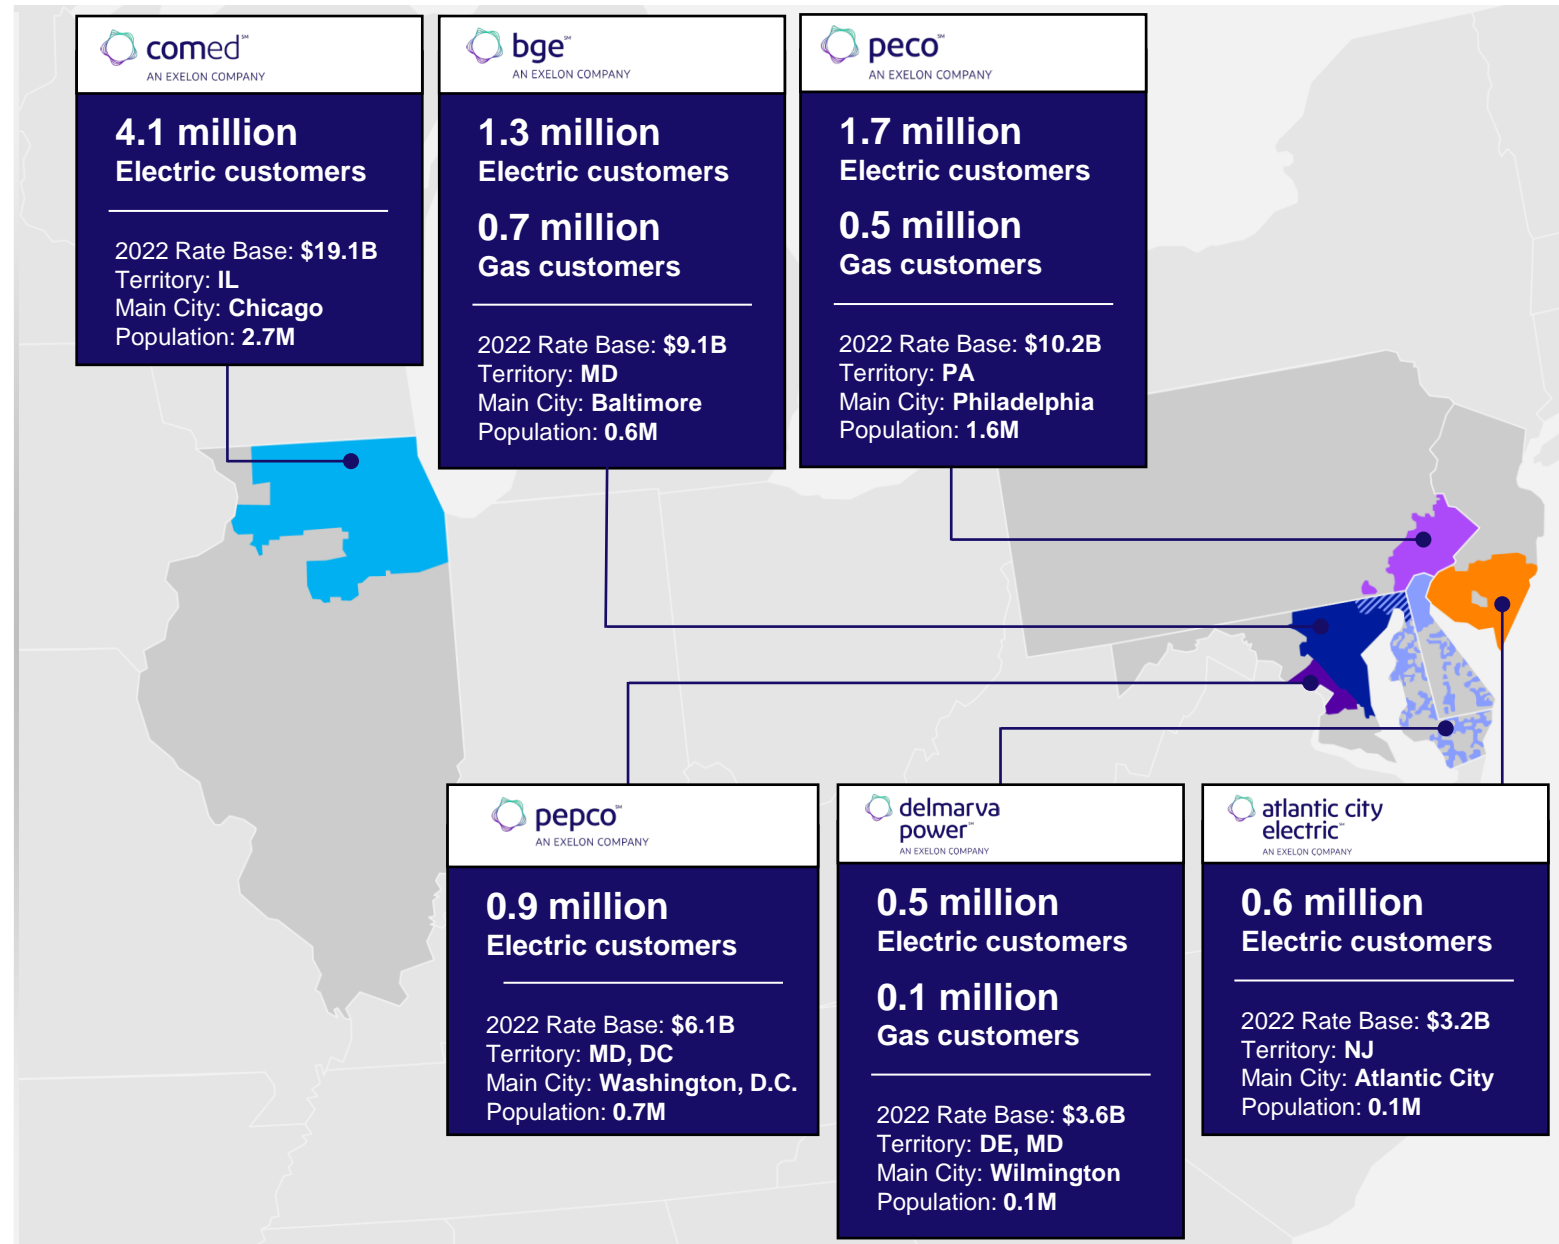 comed℠
AN EXELON COMPANY
4.1 million
Electric customers
2022 Rate Base: $19.1B
Territory: IL
Main City: Chicago
Population: 2.7M
bge℠
AN EXELON COMPANY
1.3 million
Electric customers
0.7 million
Gas customers
2022 Rate Base: $9.1B
Territory: MD
Main City: Baltimore
Population: 0.6M
peco℠
AN EXELON COMPANY
1.7 million
Electric customers
0.5 million
Gas customers
2022 Rate Base: $10.2B
Territory: PA
Main City: Philadelphia
Population: 1.6M
pepco℠
AN EXELON COMPANY
0.9 million
Electric customers
2022 Rate Base: $6.1B
Territory: MD, DC
Main City: Washington, D.C.
Population: 0.7M
delmarva
power℠
AN EXELON COMPANY
0.5 million
Electric customers
0.1 million
Gas customers
2022 Rate Base: $3.6B
Territory: DE, MD
Main City: Wilmington
Population: 0.1M
atlantic city
electric℠
AN EXELON COMPANY
0.6 million
Electric customers
2022 Rate Base: $3.2B
Territory: NJ
Main City: Atlantic City
Population: 0.1M